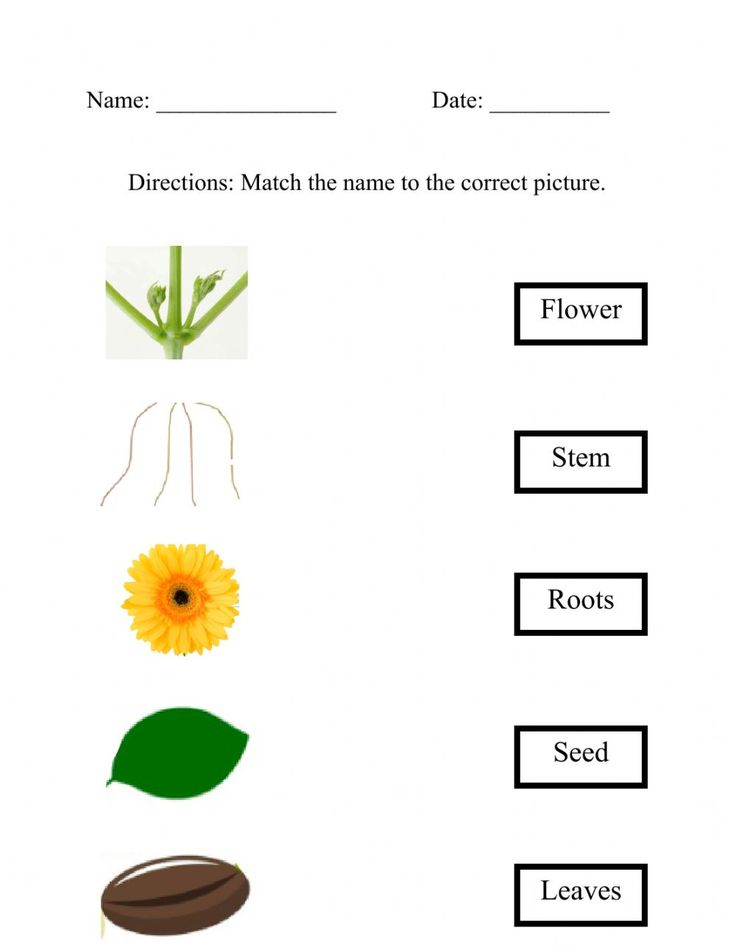 Name: _______________ Date: __________
Directions: Match the name to the correct picture.
Flower
Stem
Roots
Seed
Leaves